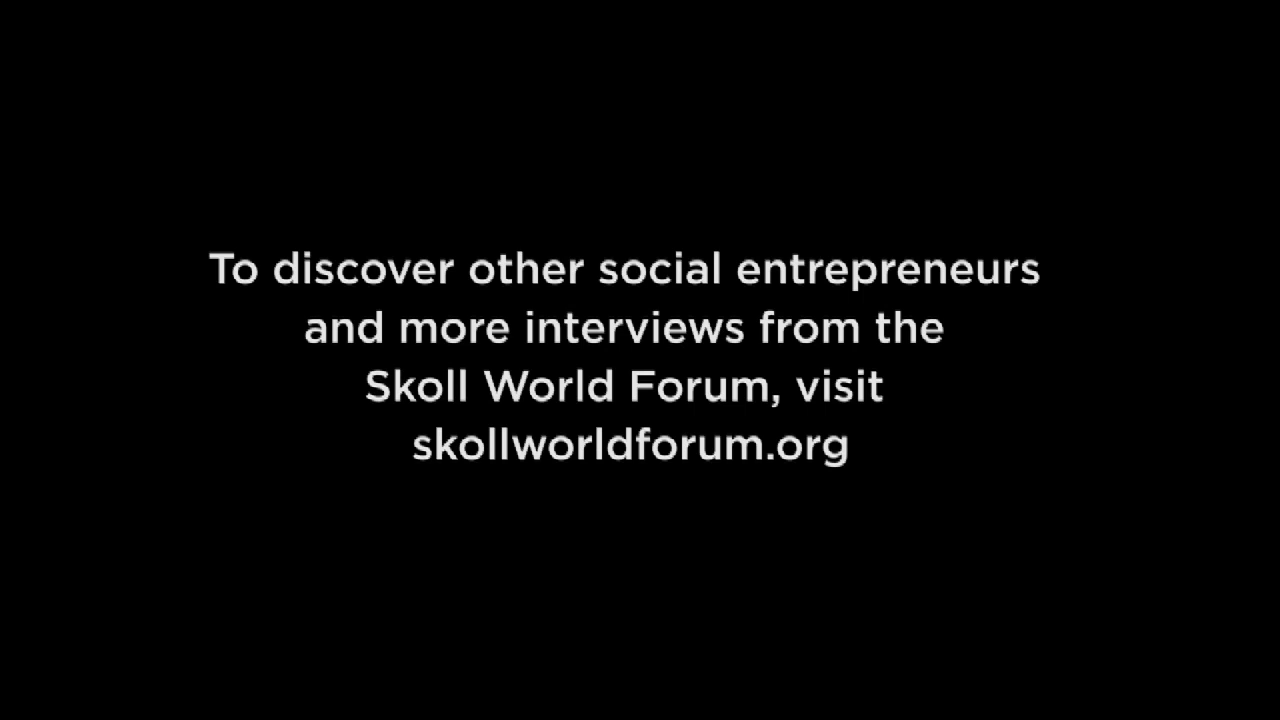 To discover other social entrepreneurs
and more interviews from the
Skoll World Forum, visit
skollworldforum.org